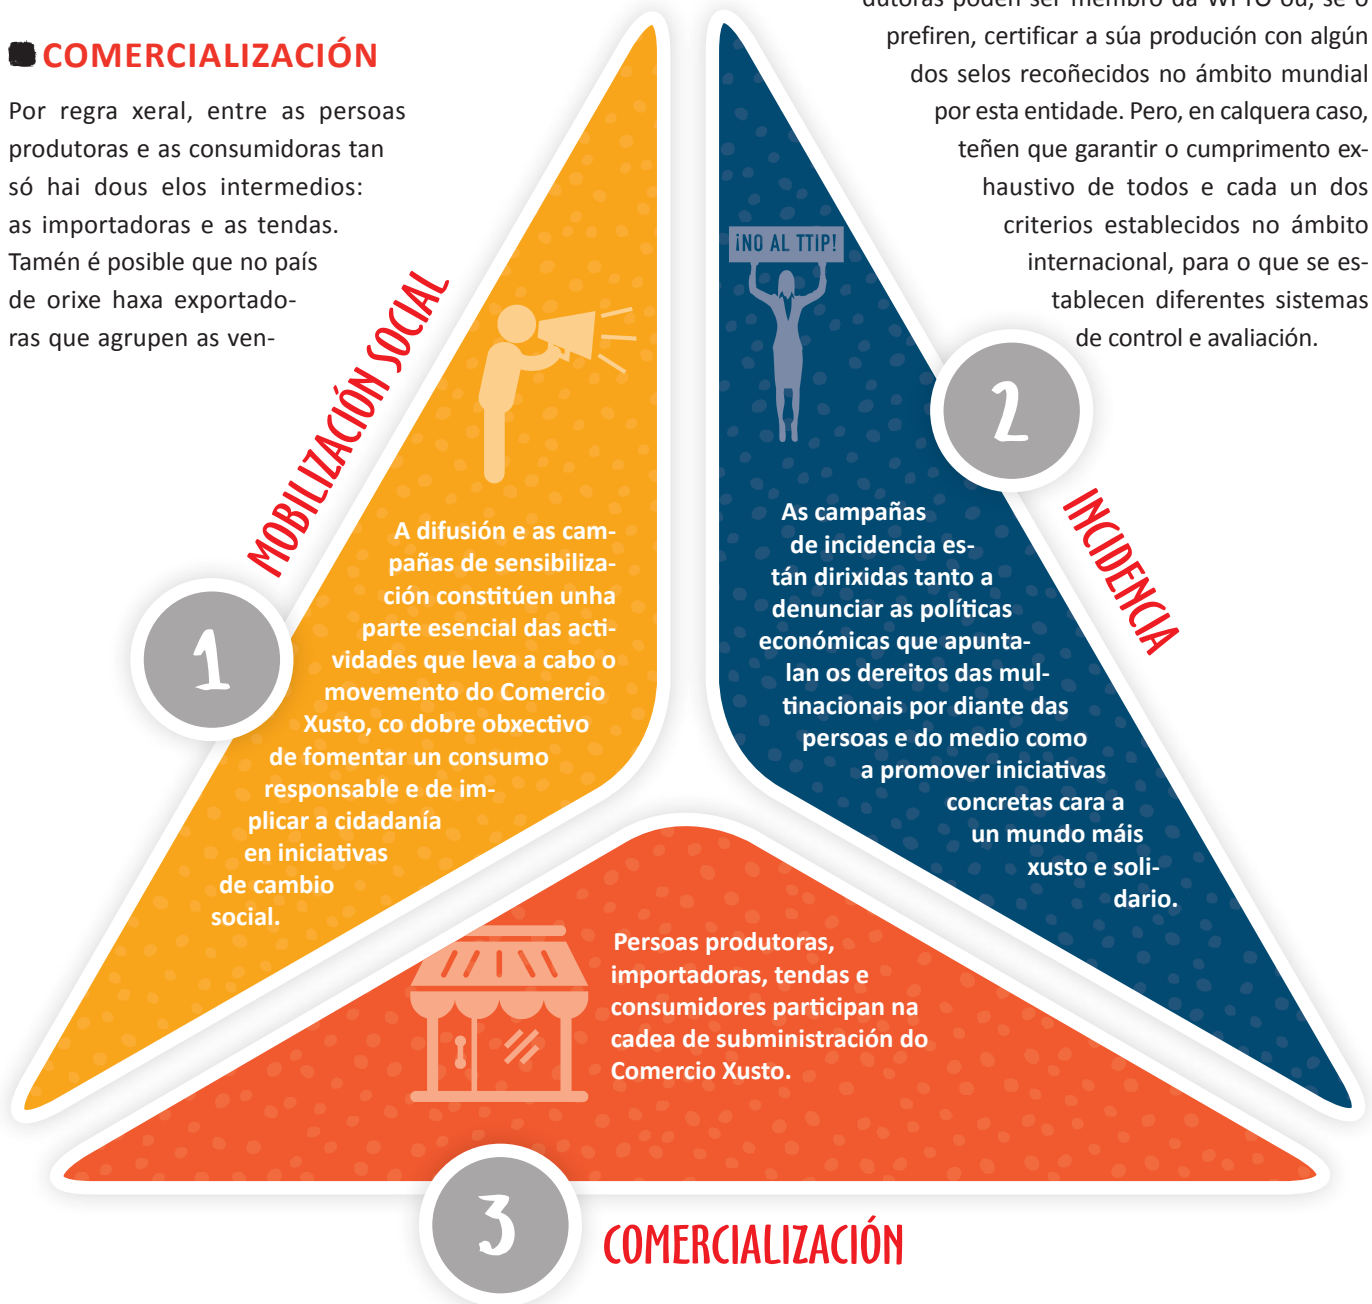 COMERCIALIZACIÓN
Por regra xeral, entre as persoas
produtoras e as consumidoras tan
só hai dous elos intermedios:
as importadoras e as tendas.
Tamén é posible que no país
de orixe haxa exportado-
ras que agrupen as ven-
dutoras poden ser membro da WFTO ou, se o
prefiren, certificar a súa produción con algún
dos selos recoñecidos no ámbito mundial
por esta entidade. Pero, en calquera caso,
teñen que garantir o cumprimento ex-
haustivo de todos e cada un dos
criterios establecidos no ámbito
internacional, para o que se es-
tablecen diferentes sistemas
de control e avaliación.
1
MOBILIZACIÓN SOCIAL
A difusión e as cam-
pañas de sensibiliza-
ción constitúen unha
parte esencial das acti-
vidades que leva a cabo o
movemento do Comercio
Xusto, co dobre obxectivo
de fomentar un consumo
responsable e de im-
plicar a cidadanía
en iniciativas
de cambio
social.
¡NO AL TTIP!
2
INCIDENCIA
As campañas
de incidencia es-
tán dirixidas tanto a
denunciar as políticas
económicas que apunta-
lan os dereitos das mul-
tinacionais por diante das
persoas e do medio como
a promover iniciativas
concretas cara a
un mundo máis
xusto e soli-
dario.
Persoas produtoras,
importadoras, tendas e
consumidores participan na
cadea de subministración do
Comercio Xusto.
3
COMERCIALIZACIÓN